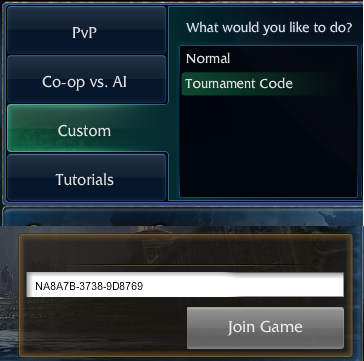 PvP
Co-op vs. AI
Custom
Tutorials
What would you like to do?
Normal
Tournament Code
NA8A7B-3738-9D8769
Join Game